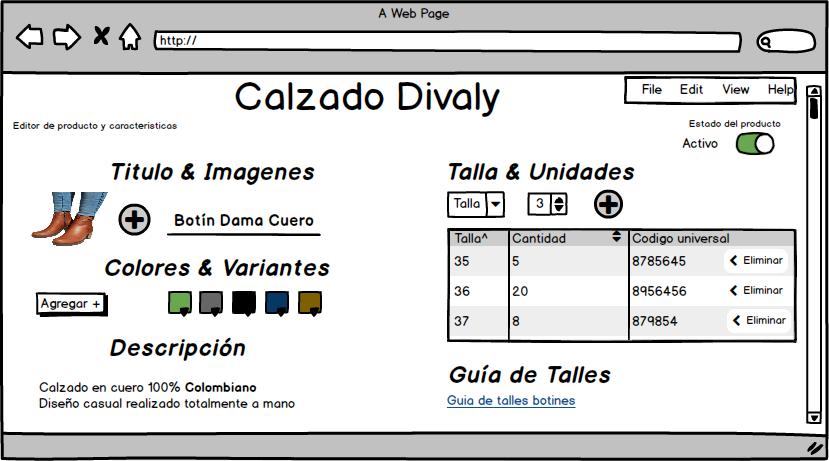 A Web Page
http://
Calzado Divaly
File Edit View Help
Editor de producto y caracteristicas
Estado del producto
Activo
Titulo & Imagenes
Botín Dama Cuero
Colores & Variantes
Agregar +
Descripción
Calzado en cuero 100% Colombiano
Diseño casual realizado totalmente a mano
Talla & Unidades
Talla 3
Talla^ Cantidad Codigo universal
35 5 8785645 Eliminar
36 20 8956456 Eliminar
37 8 879854 Eliminar
Guía de Talles
Guia de talles botines